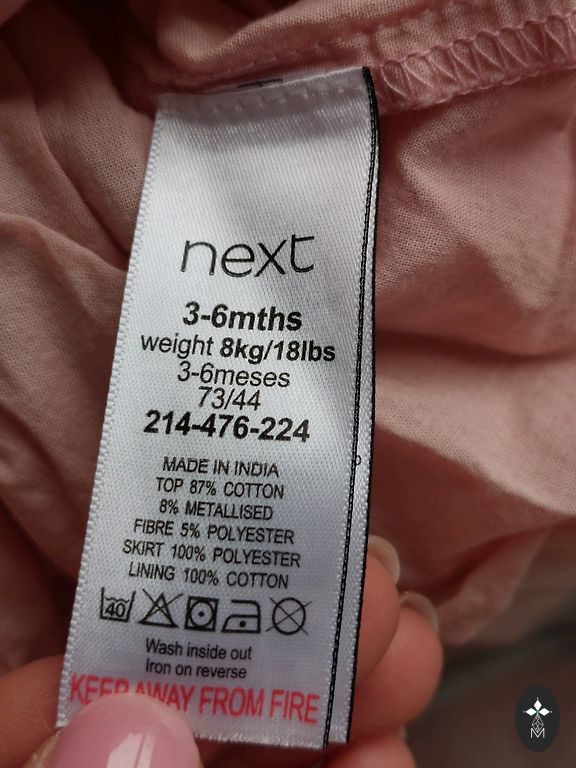 next
3-6mths
weight 8kg/18lbs
3-6meses
73/44
214-476-224
MADE IN INDIA
TOP 87% COTTON
8% METALLISED
FIBRE 5% POLYESTER
SKIRT 100% POLYESTER
LINING 100% COTTON
40
Wash inside out
Iron on reverse
KEEP AWAY FROM FIRE
M